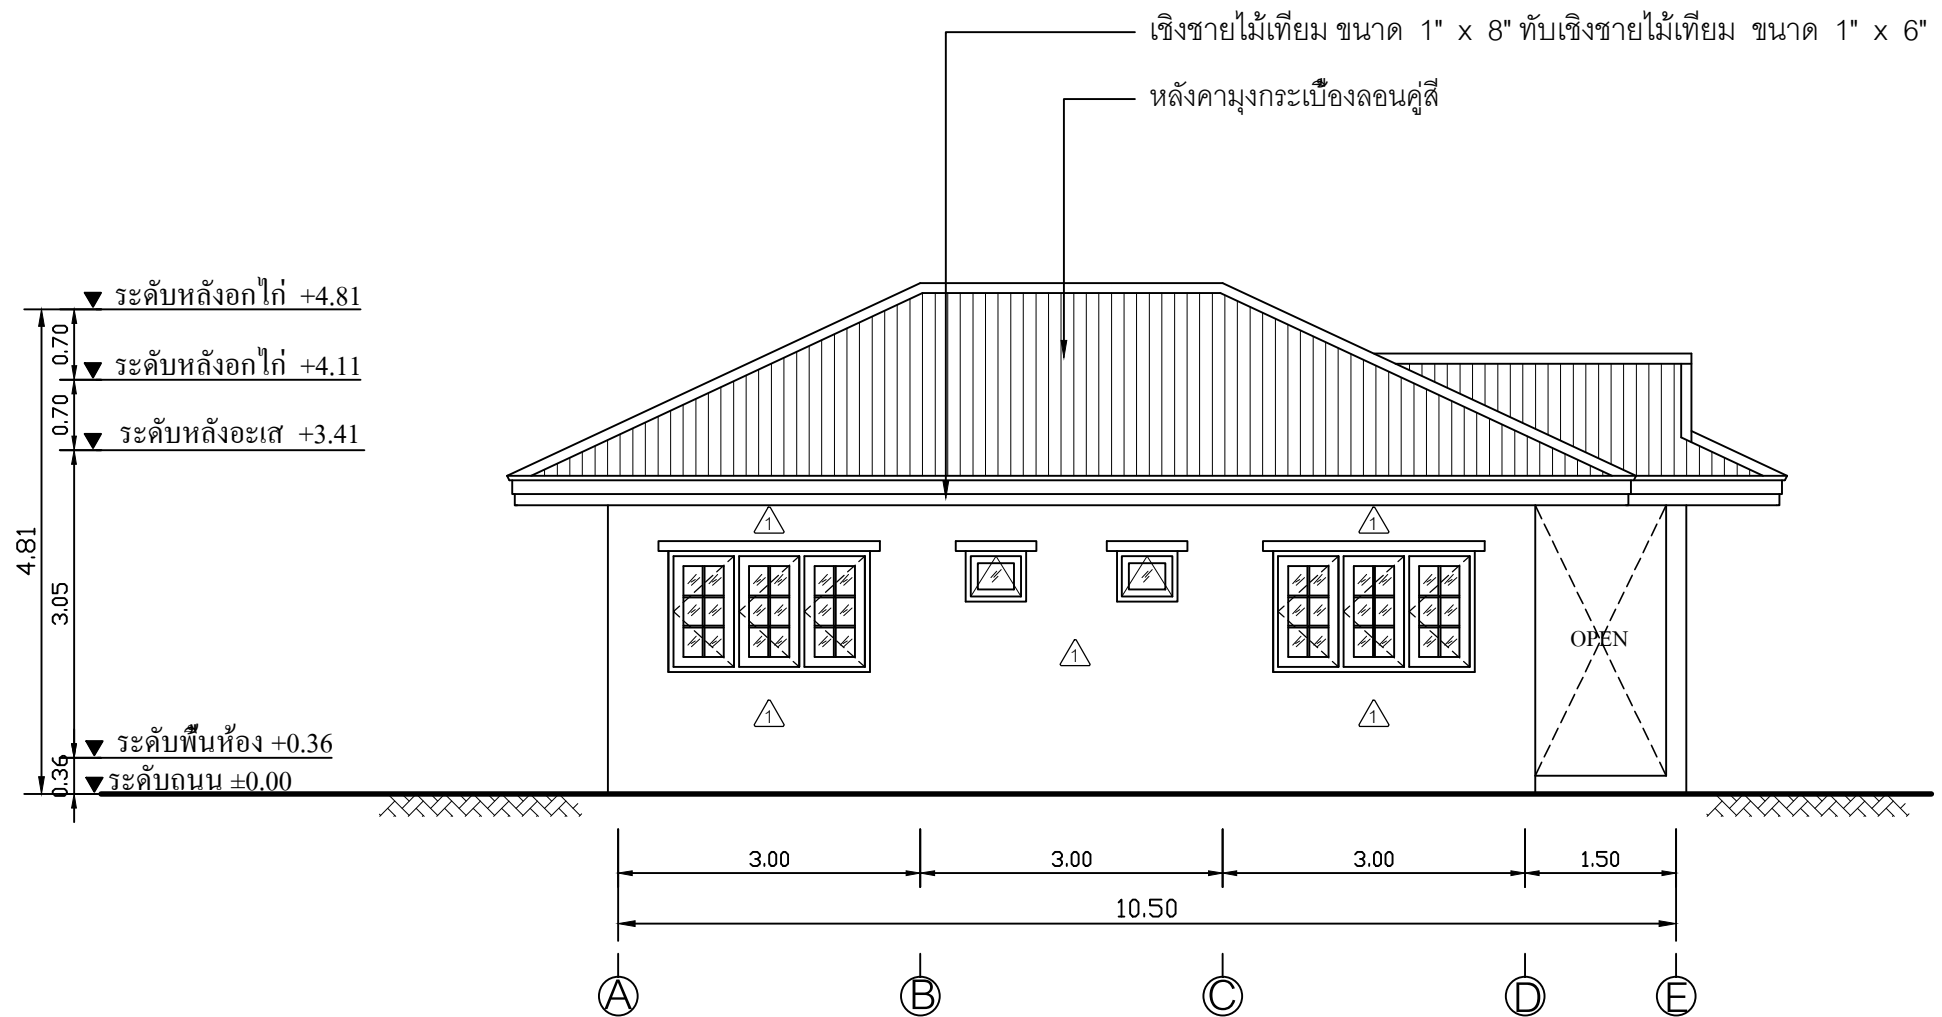 เชิงชายไม้เทียม ขนาด 1" x 8" ทับเชิงชายไม้เทียม ขนาด 1" x 6"
หลังคามุงกระเบื้องลอนคู่สี
ระดับหลังอกไก่ +4.81
0.70
ระดับหลังอกไก่ +4.11
0.70
ระดับหลังอะเส +3.41
4.81
3.05
ระดับพื้นห้อง +0.36
0.36
ระดับถนน ±0.00
1
1
1
1
1
OPEN
3.00
3.00
3.00
1.50
10.50
A
B
C
D
E